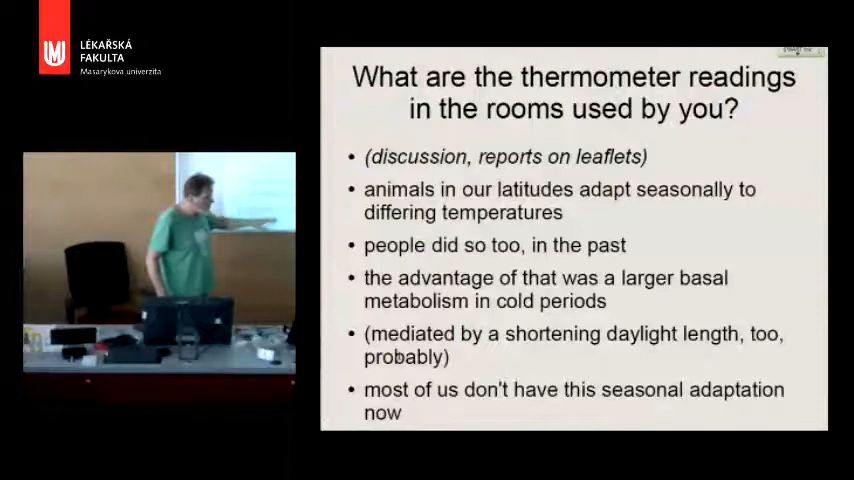 LÉKAŘSKÁ
FAKULTA
Masarykova univerzita
What are the thermometer readings
in the rooms used by you?
• (discussion, reports on leaflets)
• animals in our latitudes adapt seasonally to
differing temperatures
• people did so too, in the past
• the advantage of that was a larger basal
metabolism in cold periods
• (mediated by a shortening daylight length, too,
probably)
• most of us don't have this seasonal adaptation
now